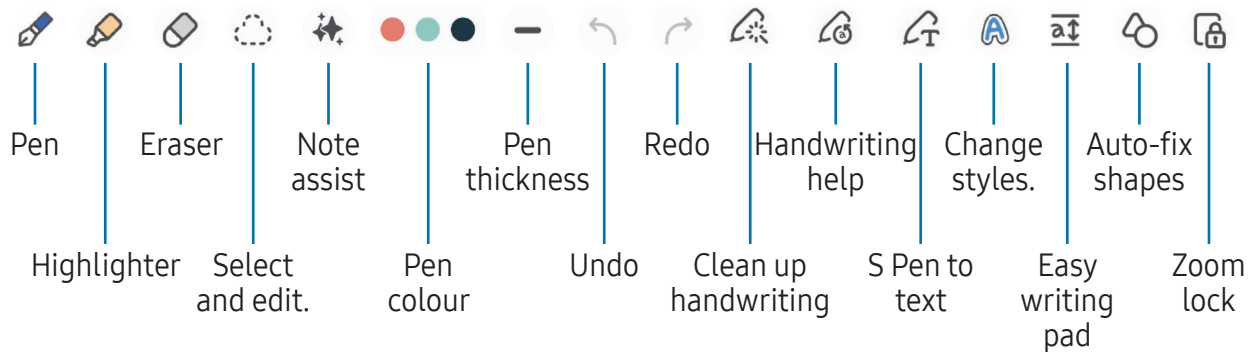 Pen
Eraser
Note
assist
Pen
thickness
Redo
Handwriting
help
Change
styles.
Auto-fix
shapes
Highlighter
Select
and edit.
Pen
colour
Undo
Clean up
handwriting
S Pen to
text
Easy
writing
pad
Zoom
lock